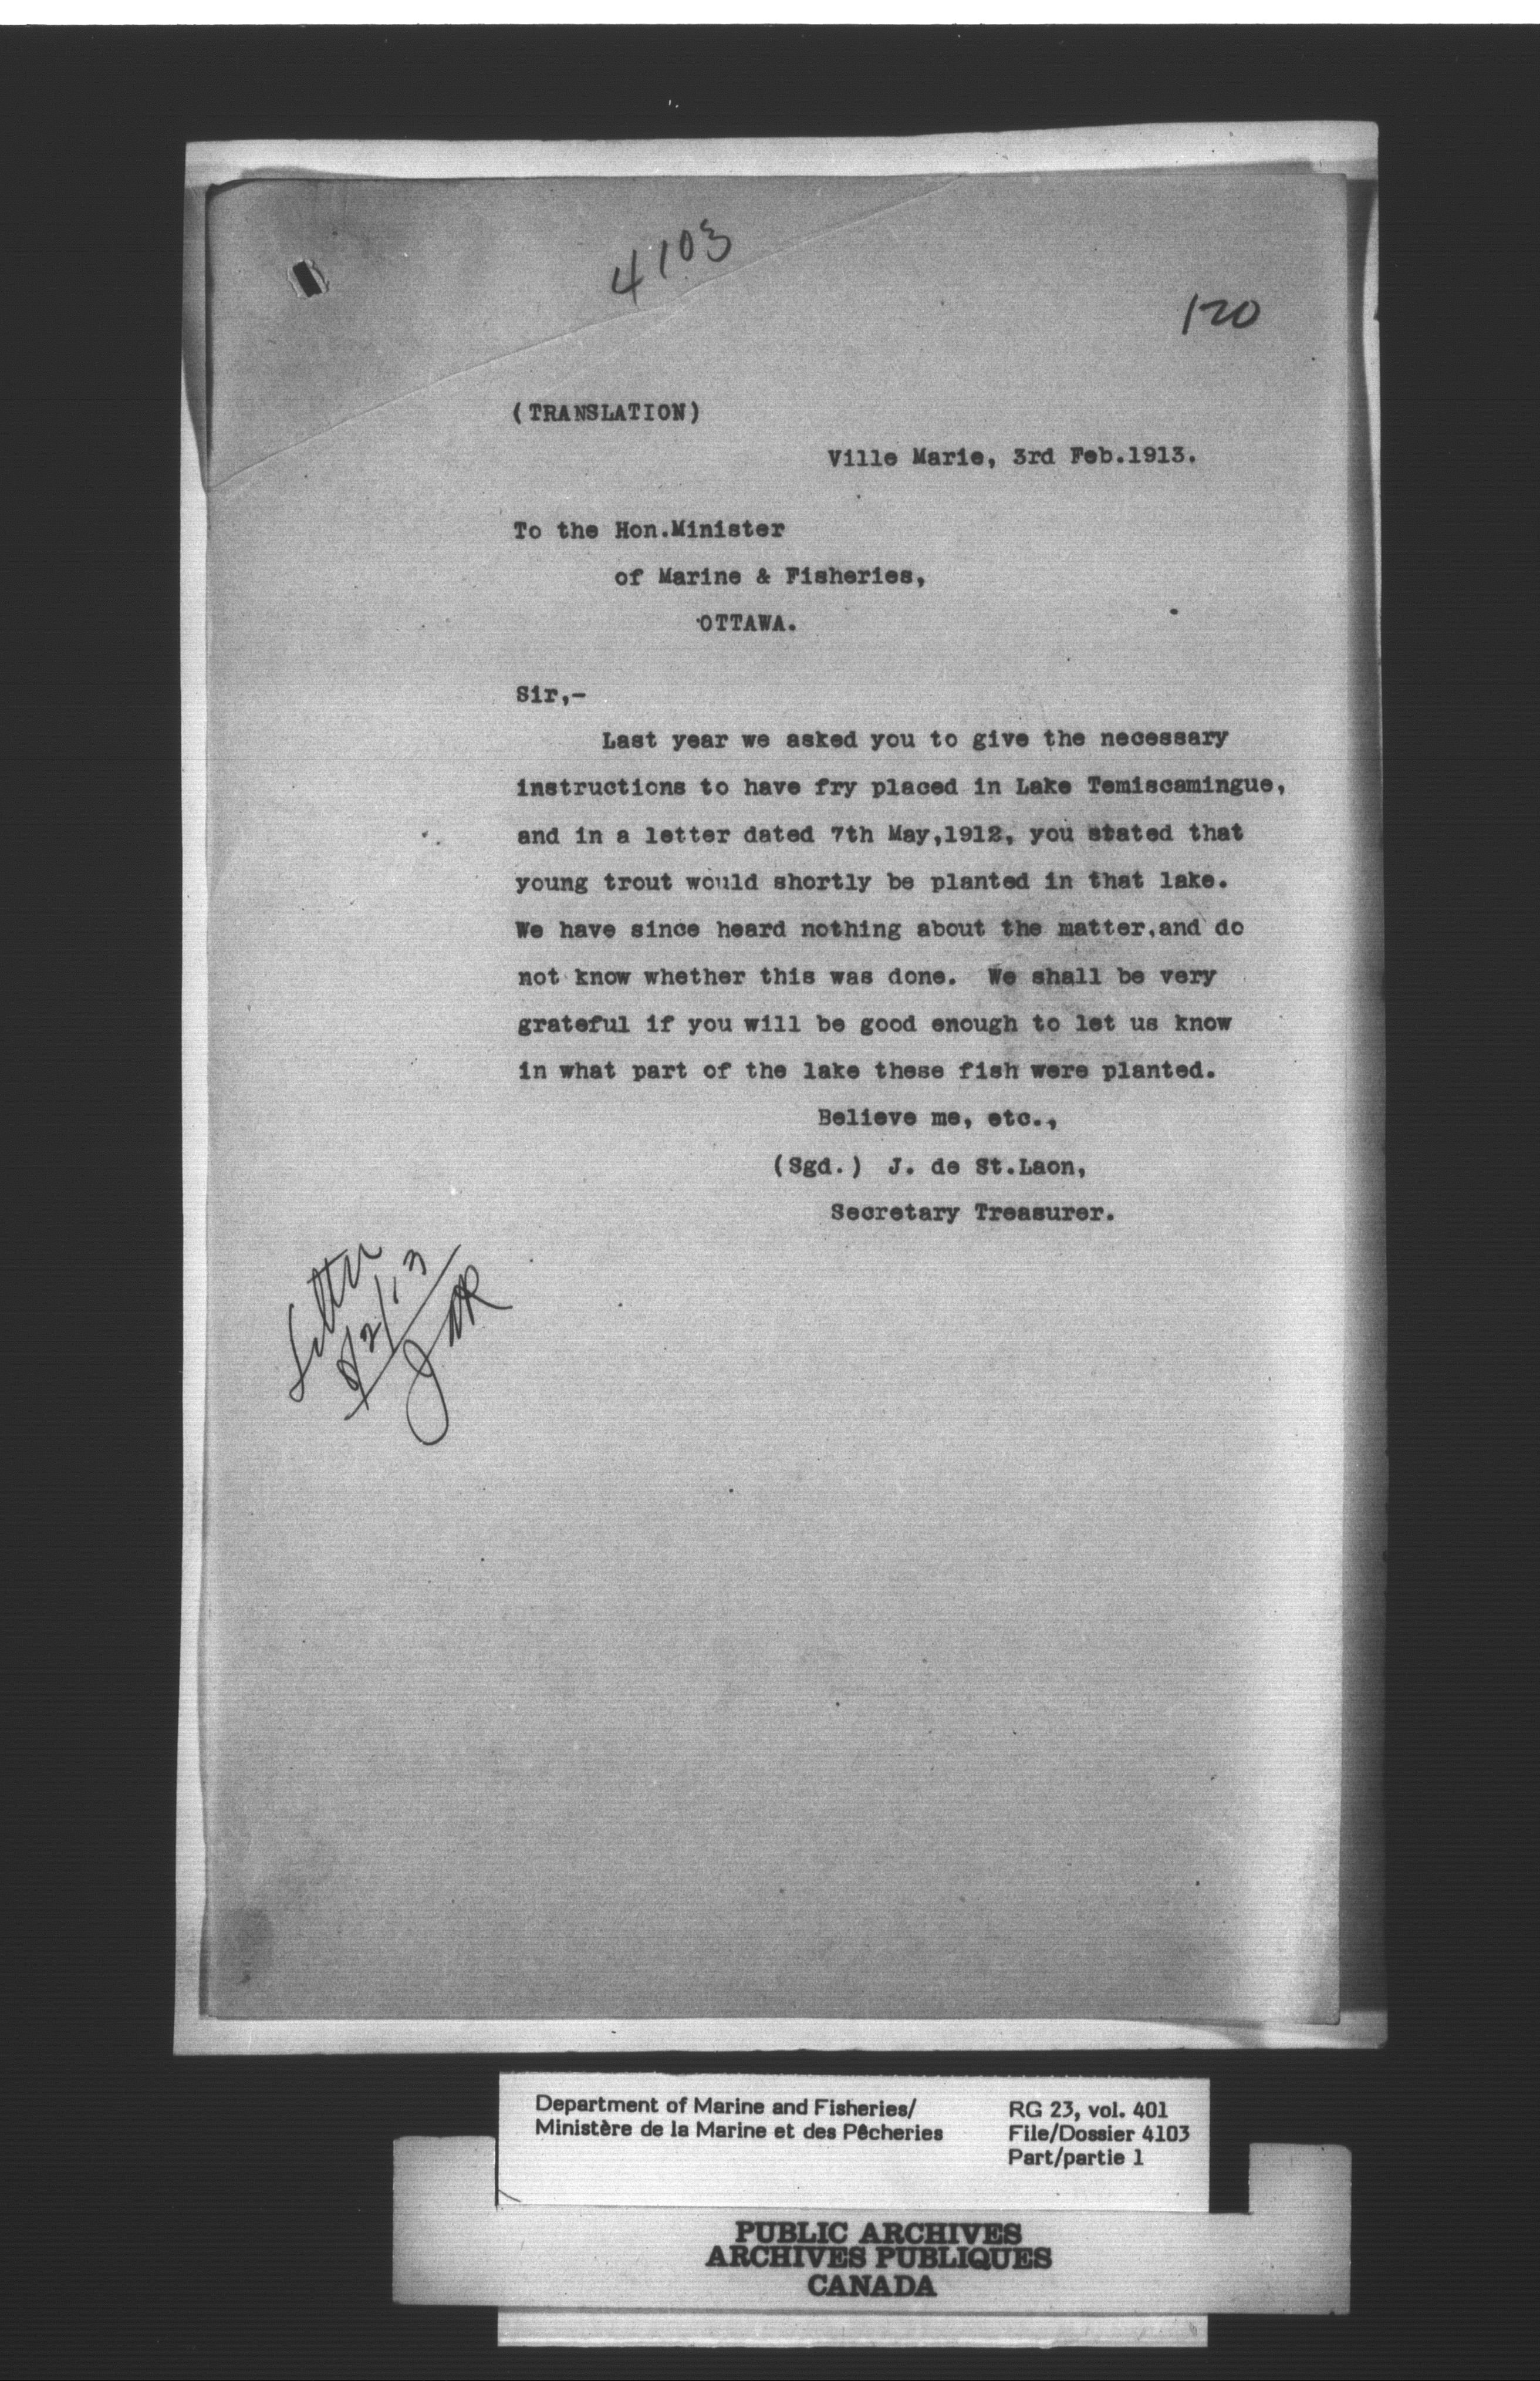 4103
120
(TRANSLATION)
Ville Marie, 3rd Feb.1913.
To the Hon.Minister
of Marine & Fisheries,
OTTAWA.
Sir,-
Last year we asked you to give the necessary
instructions to have fry placed in Lake Temiscamingue,
and in a letter dated 7th May,1912, you stated that
young trout would shortly be planted in that lake.
We have since heard nothing about the matter,and do
not know whether this was done. We shall be very
grateful if you will be good enough to let us know
in what part of the lake these fish were planted.
Believe me, etc.,
(Sgd.) J. de St.Laon,
Secretary Treasurer.
Letter
Department of Marine and Fisheries/
Ministère de la Marine et des Pêcheries
RG 23, vol. 401
File/Dossier 4103
Part/partie 1
PUBLIC ARCHIVES
ARCHIVES PUBLIQUES
CANADA